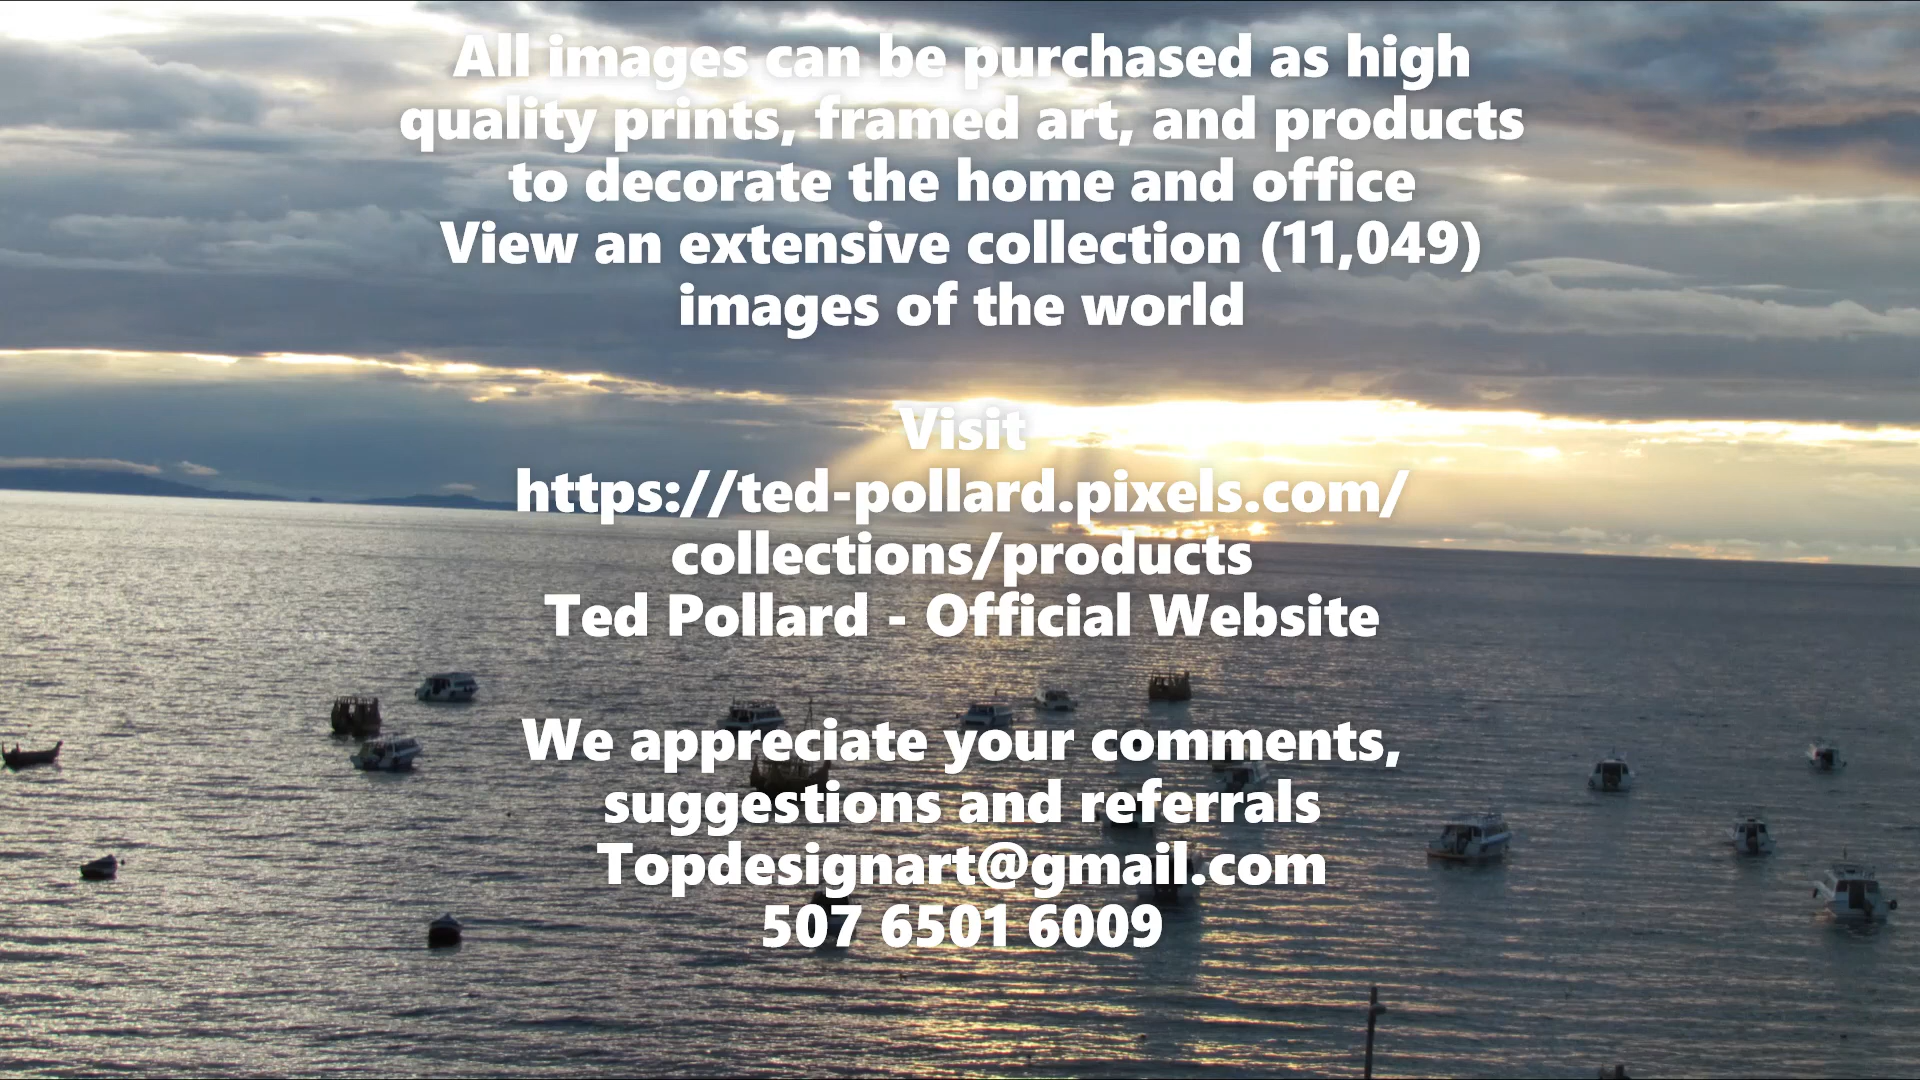 All images can be purchased as high
quality prints, framed art, and products
to decorate the home and office
View an extensive collection (11,049)
images of the world
Visit
https://ted-pollard.pixels.com/
collections/products
Ted Pollard - Official Website
We appreciate your comments,
suggestions and referrals
Topdesignart@gmail.com
507 6501 6009